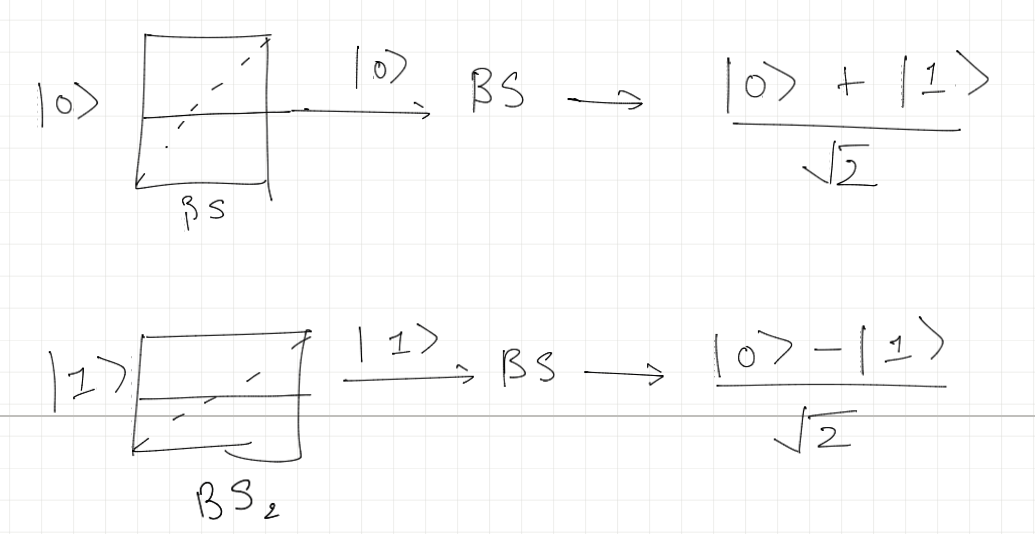 |0⟩ |0⟩ BS → |0⟩ + |1⟩
√2
BS
|1⟩ |1⟩ BS → |0⟩ − |1⟩
√2
BS₂